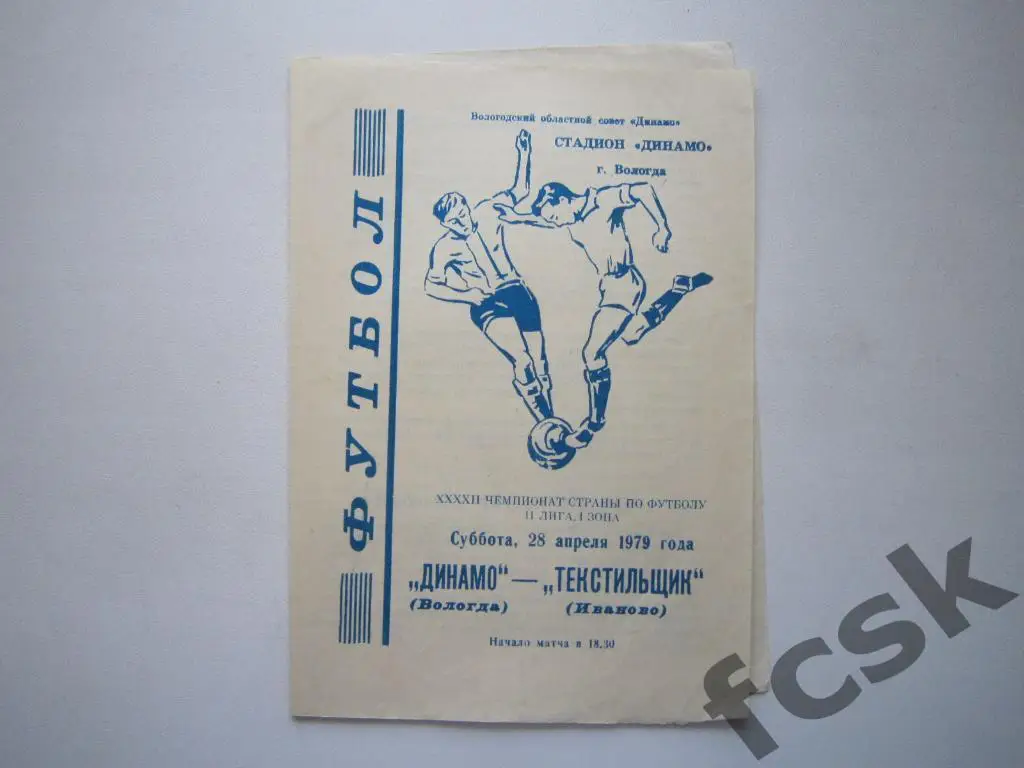 ФУТБОЛ
Вологодский областной совет «Динамо»
СТАДИОН «ДИНАМО»
г. Вологда
XXXXII ЧЕМПИОНАТ СТРАНЫ ПО ФУТБОЛУ
II ЛИГА, I ЗОНА
Суббота, 28 апреля 1979 года
„ДИНАМО" — „ТЕКСТИЛЬЩИК"
(Вологда) (Иваново)
Начало матча в 18.30
fcsk